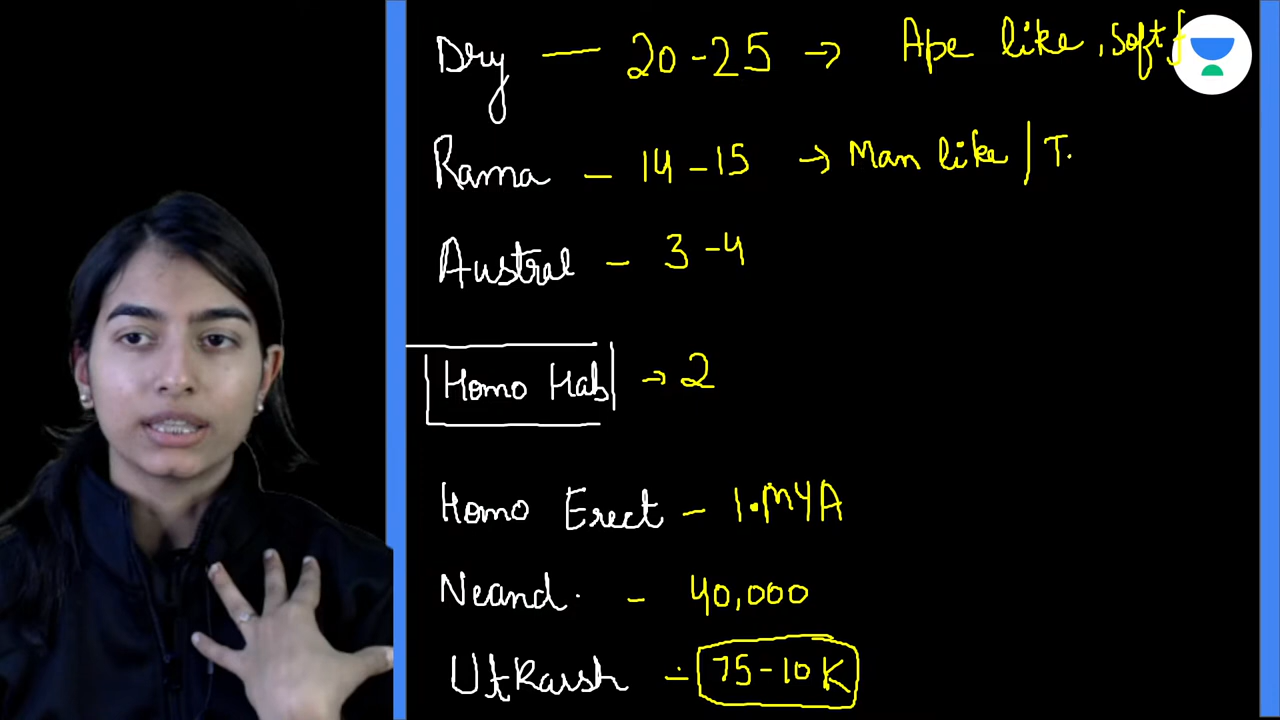 Dry — 20 - 25 → Ape like, Soft f
Rama - 14 - 15 → Man like / T.
Austral - 3 - 4
Homo Hab → 2
Homo Erect - 1.MYA
Neand. - 40,000
Utkarsh - 75 - 10K